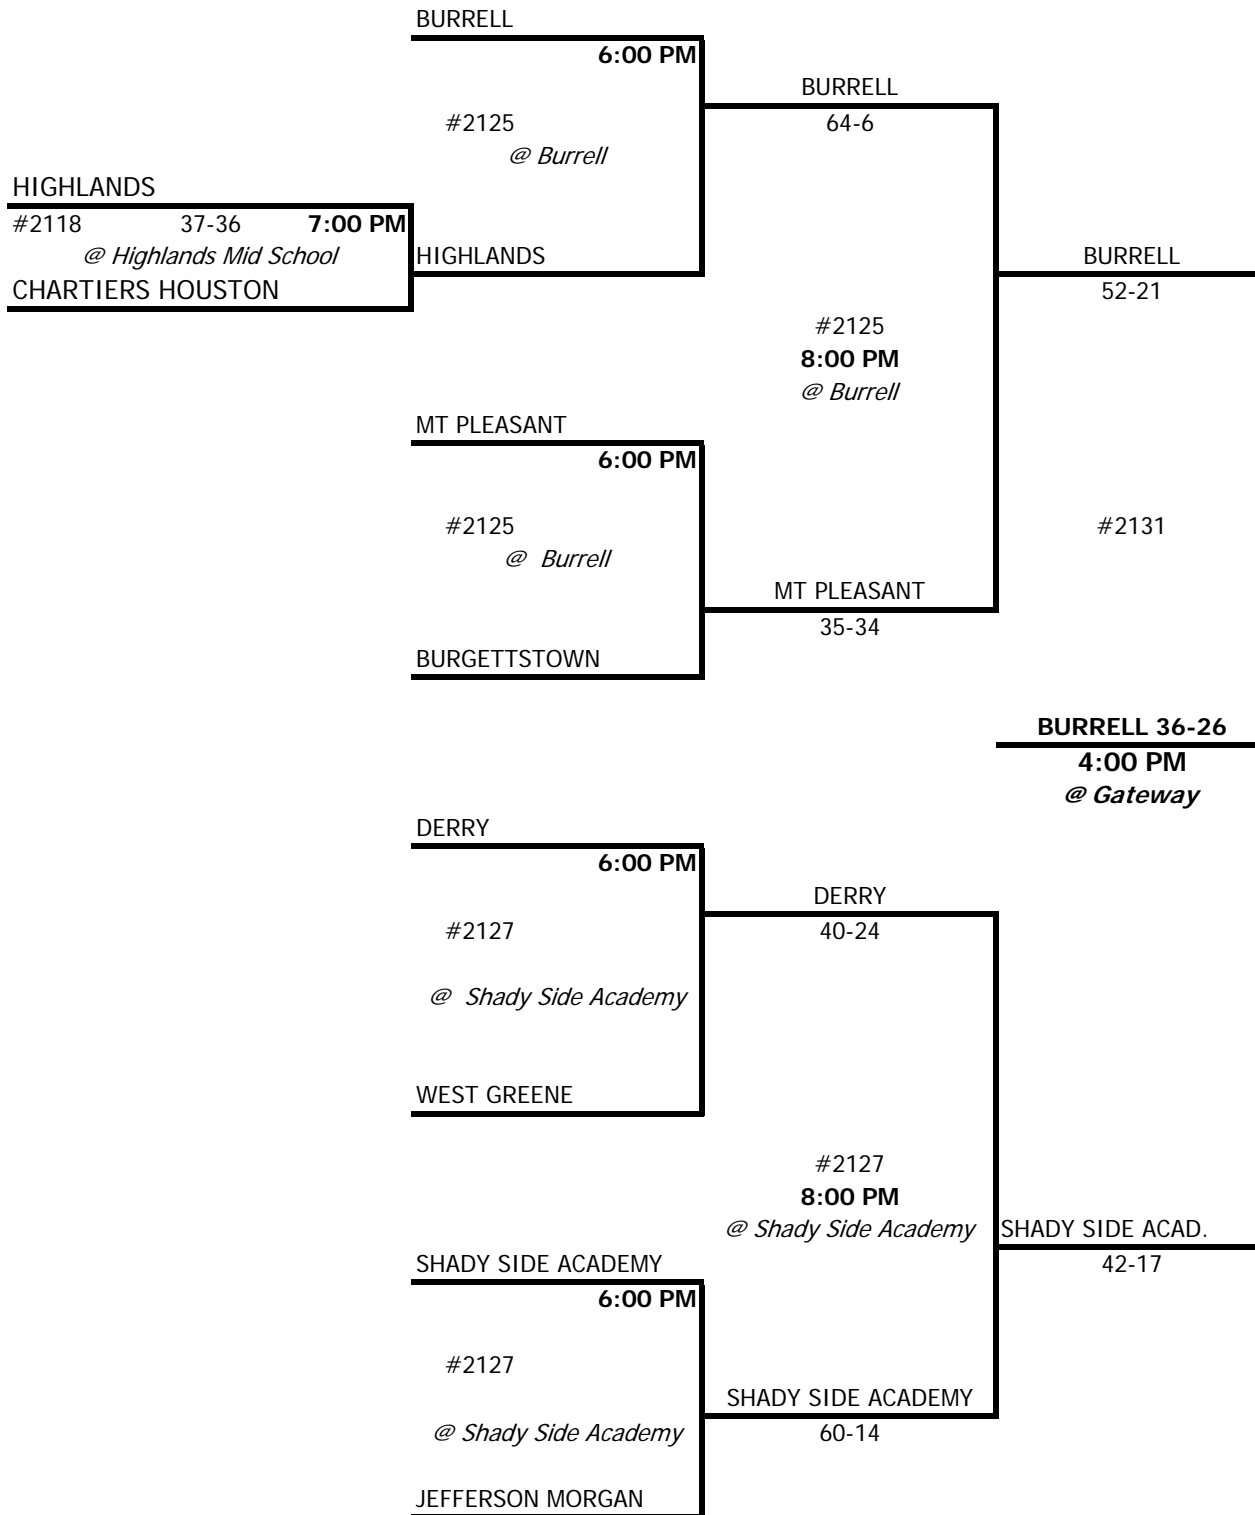 BURRELL
6:00 PM
BURRELL
#2125
64-6
@ Burrell
HIGHLANDS
#2118 37-36 7:00 PM
@ Highlands Mid School
HIGHLANDS
BURRELL
CHARTIERS HOUSTON
52-21
#2125
8:00 PM
@ Burrell
MT PLEASANT
6:00 PM
#2125
#2131
@ Burrell
MT PLEASANT
35-34
BURGETTSTOWN
BURRELL 36-26
4:00 PM
@ Gateway
DERRY
6:00 PM
DERRY
#2127
40-24
@ Shady Side Academy
WEST GREENE
#2127
8:00 PM
@ Shady Side Academy
SHADY SIDE ACAD.
SHADY SIDE ACADEMY
42-17
6:00 PM
#2127
SHADY SIDE ACADEMY
@ Shady Side Academy
60-14
JEFFERSON MORGAN